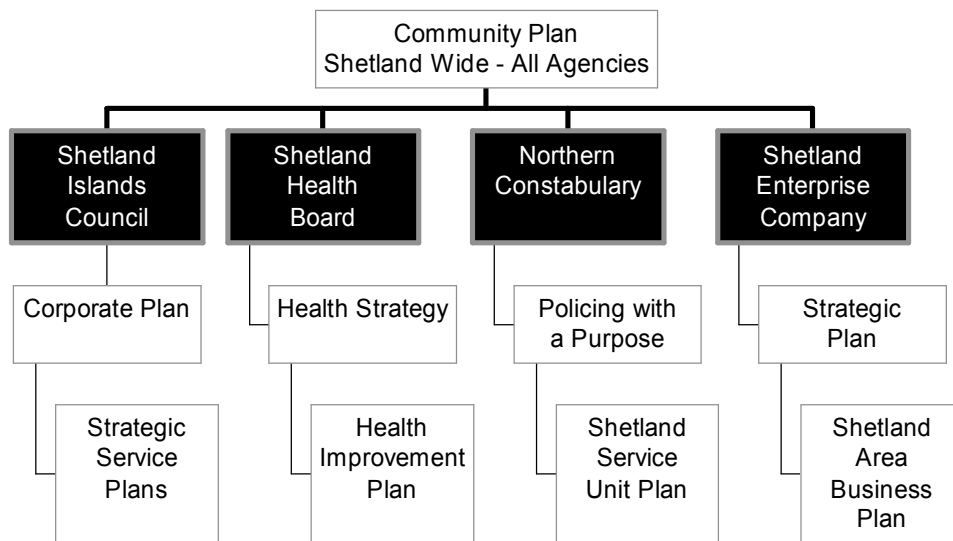 Community Plan
Shetland Wide - All Agencies
Shetland
Islands
Council
Shetland
Health
Board
Northern
Constabulary
Shetland
Enterprise
Company
Corporate Plan
Health Strategy
Policing with
a Purpose
Strategic
Plan
Strategic
Service
Plans
Health
Improvement
Plan
Shetland
Service
Unit Plan
Shetland
Area
Business
Plan